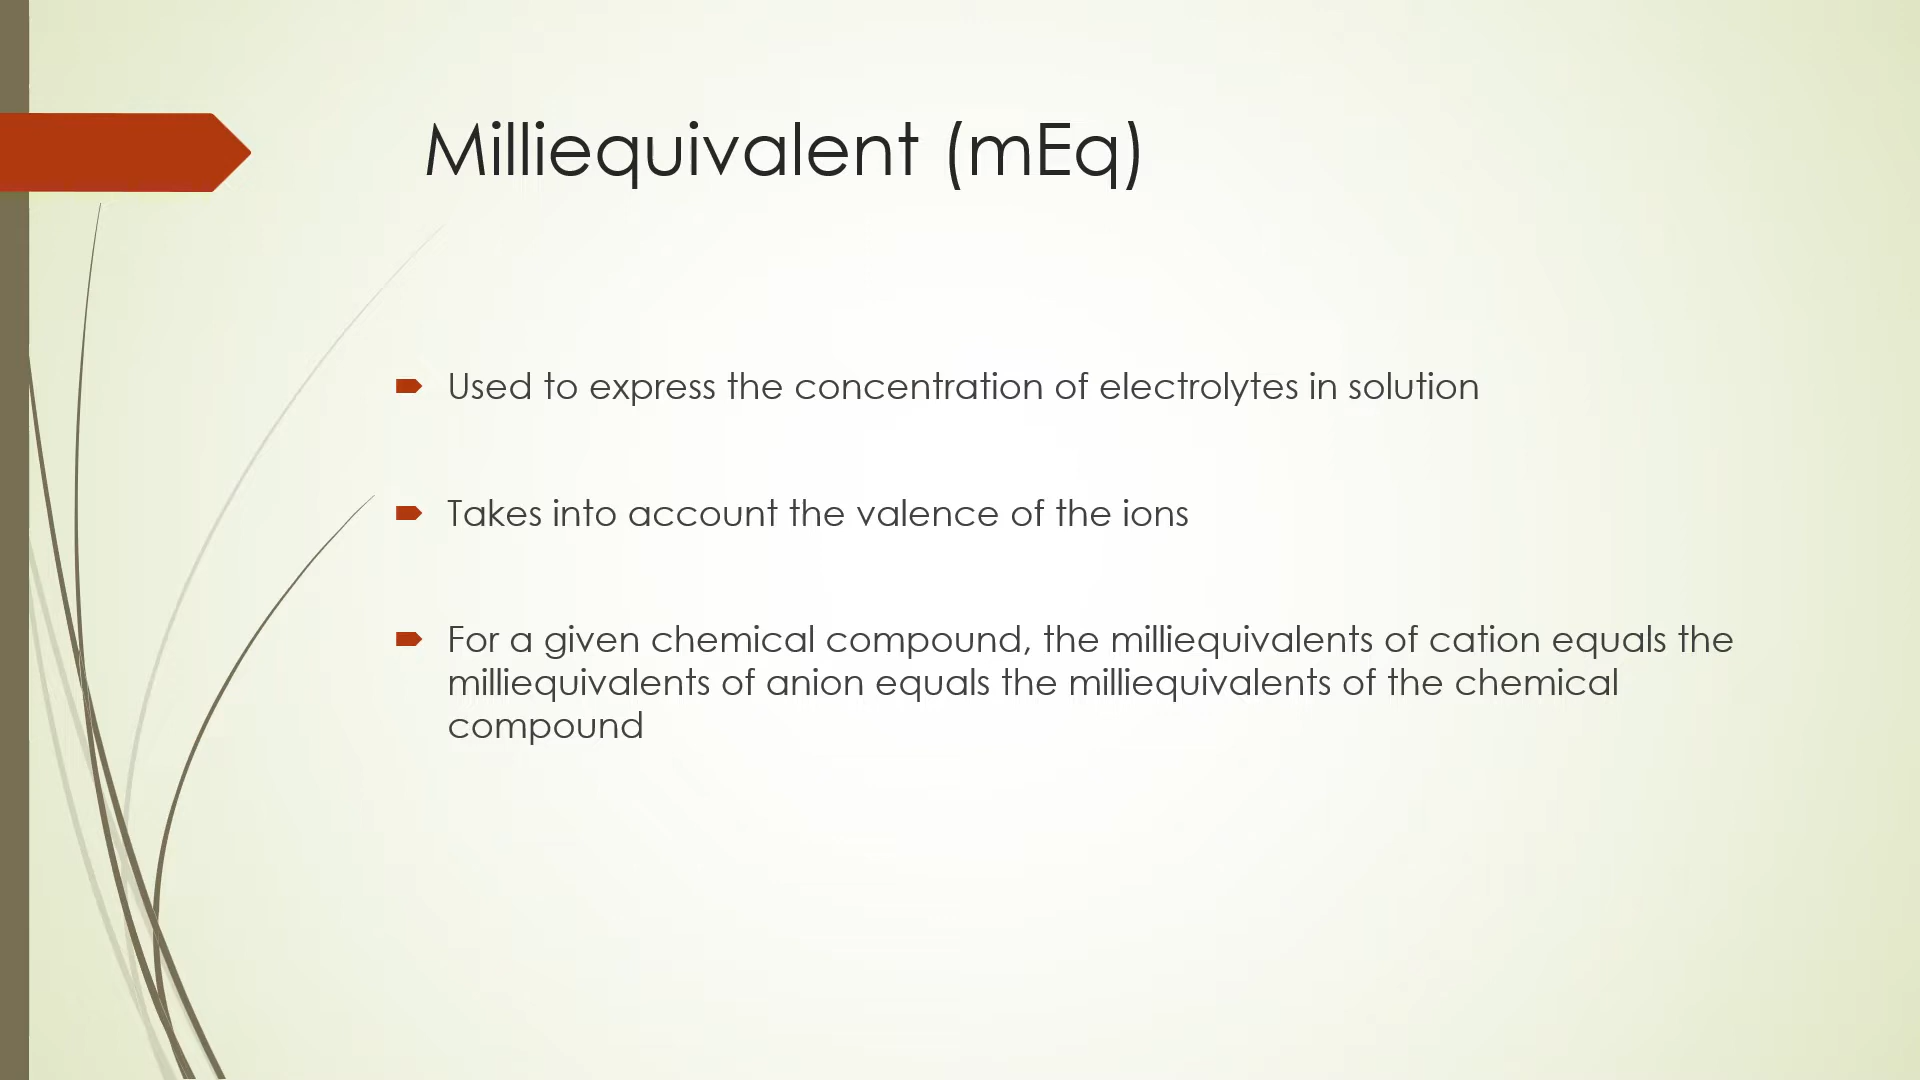 Milliequivalent (mEq)
Used to express the concentration of electrolytes in solution
Takes into account the valence of the ions
For a given chemical compound, the milliequivalents of cation equals the
milliequivalents of anion equals the milliequivalents of the chemical
compound